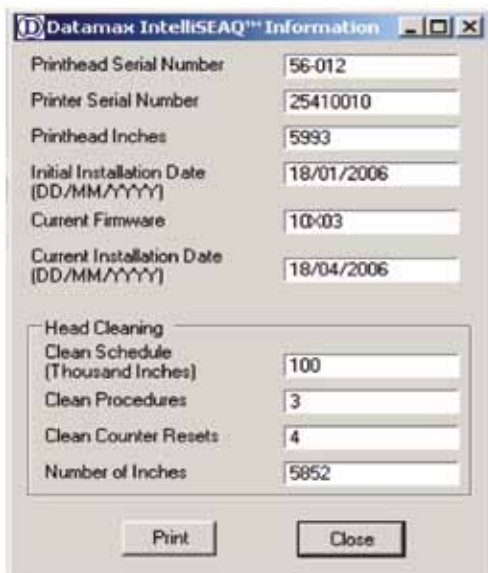 Datamax IntelliSEAQ™ Information
Printhead Serial Number 56-012
Printer Serial Number 25410010
Printhead Inches 5993
Initial Installation Date 18/01/2006
(DD/MM/YYYY)
Current Firmware 10X03
Current Installation Date 18/04/2006
(DD/MM/YYYY)
Head Cleaning
Clean Schedule
(Thousand Inches) 100
Clean Procedures 3
Clean Counter Resets 4
Number of Inches 5852
Print Close